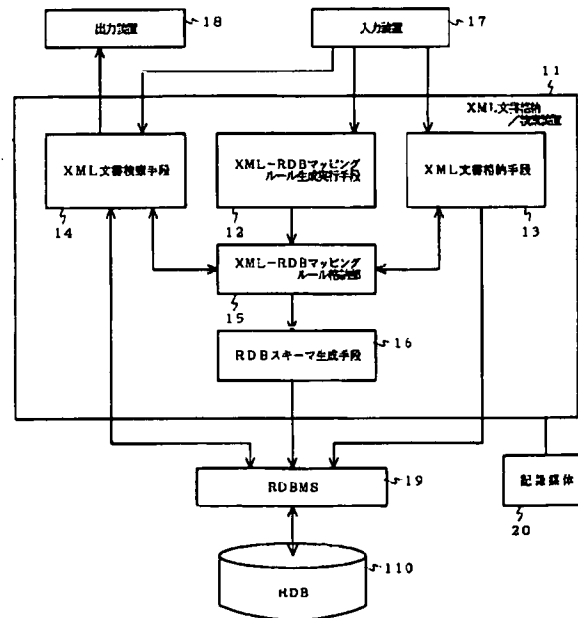 出力装置
18
入力装置
17
11
XML文書格納
/検索装置
XML文書検索手段
14
XML-RDBマッピング
ルール生成実行手段
12
XML文書格納手段
13
XML-RDBマッピング
ルール格納部
15
RDBスキーマ生成手段
16
RDBMS
19
記録媒体
20
RDB
110